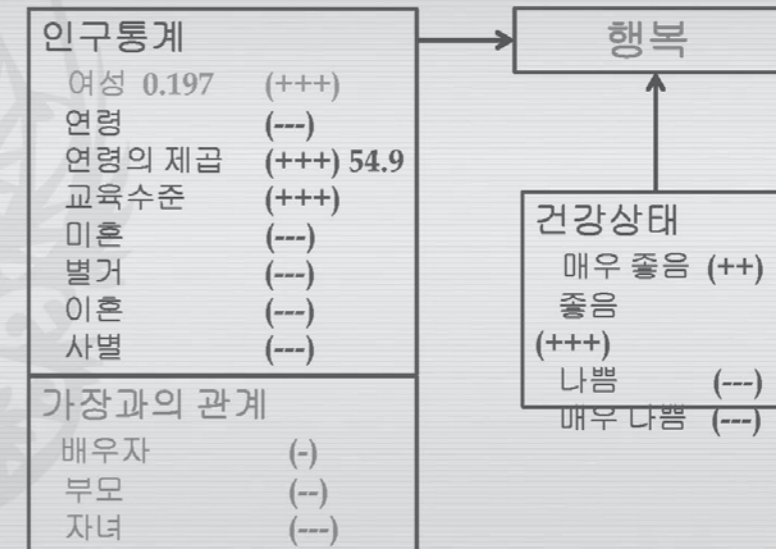 인구통계
여성 0.197 (+++)
연령 (---)
연령의 제곱 (+++) 54.9
교육수준 (+++)
미혼 (---)
별거 (---)
이혼 (---)
사별 (---)
가장과의 관계
배우자 (-)
부모 (--)
자녀 (---)
행복
건강상태
매우 좋음 (++)
좋음
(+++)
나쁨 (---)
매우 나쁨 (---)